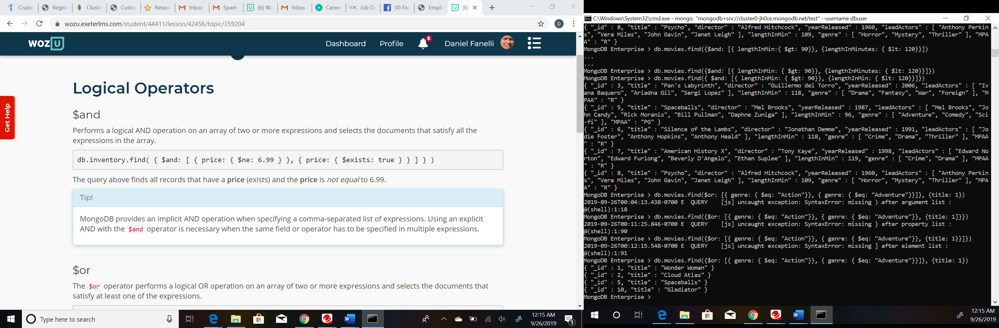 Cruise
Regist
Cluste
Custor
Resear
Inbox
Spam
(6) Wo
Inbox
Career
COX Job De
(4) Fac
Emplo
(6)
wozu.exeterlms.com/student/44411/lesson/42456/topic/359204
D
WOZ U
Dashboard
Profile
6
Daniel Fanelli
Get Help
Logical Operators
$and
Performs a logical AND operation on an array of two or more expressions and selects the documents that satisfy all the
expressions in the array.
db.inventory.find( { $and: [ { price: { $ne: 6.99 } }, { price: { $exists: true } } ] } )
The query above finds all records that have a price (exists) and the price is not equal to 6.99.
Tip!
MongoDB provides an implicit AND operation when specifying a comma-separated list of expressions. Using an explicit
AND with the $and operator is necessary when the same field or operator has to be specified in multiple expressions.
$or
The $or operator performs a logical OR operation on an array of two or more expressions and selects the documents that
satisfy at least one of the expressions.
Type here to search
12:15 AM
9/26/2019
1
C:\Windows\System32\cmd.exe - mongo "mongodb+srv://cluster0-jh0ce.mongodb.net/test" --username dbuser
{ "_id" : 8, "title" : "Psycho", "director" : "Alfred Hitchcock", "yearReleased" : 1960, "leadActors" : [ "Anthony Perkin
s", "Vera Miles", "John Gavin", "Janet Leigh" ], "lengthInMin" : 109, "genre" : [ "Horror", "Mystery", "Thriller" ], "MPA
A" : "R" }
MongoDB Enterprise > db.movies.find({$and: [{ lengthInMin:{ $gt: 90}}, {lengthInMinutes: { $lt: 120}}])
...
...
MongoDB Enterprise > db.movies.find({$and: [{ lengthInMin: { $gt: 90}}, {lengthInMinutes: { $lt: 120}}]})
MongoDB Enterprise > db.movies.find({ $and: [{ lengthInMin: { $gt: 90}}, {lengthInMin: { $lt: 120}}]})
{ "_id" : 3, "title" : "Pan's Labyrinth", "director" : "Guillermo del Torro", "yearReleased" : 2006, "leadActors" : [ "Iv
ana Baquero", "Ariadna Gil", "Sergi Lopez" ], "lengthInMin" : 118, "genre" : [ "Drama", "Fantasy", "War", "Foreign" ], "M
PAA" : "R" }
{ "_id" : 5, "title" : "Spaceballs", "director" : "Mel Brooks", "yearReleased" : 1987, "leadActors" : [ "Mel Brooks", "Jo
hn Candy", "Rick Moranis", "Bill Pullman", "Daphne Zuniga" ], "lengthInMin" : 96, "genre" : [ "Adventure", "Comedy", "Sci
-fi" ], "MPAA" : "PG" }
{ "_id" : 6, "title" : "Silence of the Lambs", "director" : "Jonathan Demme", "yearReleased" : 1991, "leadActors" : [ "Jo
die Foster", "Anthony Hopkins", "Anthony Heald" ], "lengthInMin" : 118, "genre" : [ "Crime", "Drama", "Thriller" ], "MPAA
" : "R" }
{ "_id" : 7, "title" : "American History X", "director" : "Tony Kaye", "yearReleased" : 1998, "leadActors" : [ "Edward No
rton", "Edward Furlong", "Beverly D'Angelo", "Ethan Suplee" ], "lengthInMin" : 119, "genre" : [ "Crime", "Drama" ], "MPAA
" : "R" }
{ "_id" : 8, "title" : "Psycho", "director" : "Alfred Hitchcock", "yearReleased" : 1960, "leadActors" : [ "Anthony Perkin
s", "Vera Miles", "John Gavin", "Janet Leigh" ], "lengthInMin" : 109, "genre" : [ "Horror", "Mystery", "Thriller" ], "MPA
A" : "R" }
MongoDB Enterprise > db.movies.find($or: [{ genre: { $eq: "Action"}}, { genre: { $eq: "Adventure"}}]}, {title: 1})
2019-09-26T00:04:13.438-0700 E  QUERY    [js] uncaught exception: SyntaxError: missing ) after argument list :
@(shell):1:18
MongoDB Enterprise > db.movies.find({$or: [{ genre: { $eq: "Action"}}, { genre: { $eq: "Adventure"}}, {title: 1]}})
2019-09-26T00:11:25.846-0700 E  QUERY    [js] uncaught exception: SyntaxError: missing } after property list :
@(shell):1:90
MongoDB Enterprise > db.movies.find({$or: [{ genre: { $eq: "Action"}}, { genre: { $eq: "Adventure"}}, {title: 1}}]})
2019-09-26T00:12:15.548-0700 E  QUERY    [js] uncaught exception: SyntaxError: missing ] after element list :
@(shell):1:91
MongoDB Enterprise > db.movies.find({$or: [{ genre: { $eq: "Action"}}, { genre: { $eq: "Adventure"}}]}, {title: 1})
{ "_id" : 1, "title" : "Wonder Woman" }
{ "_id" : 2, "title" : "Cloud Atlas" }
{ "_id" : 5, "title" : "Spaceballs" }
{ "_id" : 10, "title" : "Gladiator" }
MongoDB Enterprise >
12:15 AM
9/26/2019